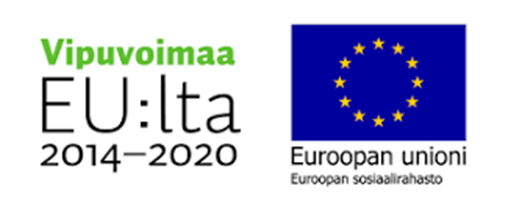 Vipuvoimaa
EU:lta
2014–2020
Euroopan unioni
Euroopan sosiaalirahasto